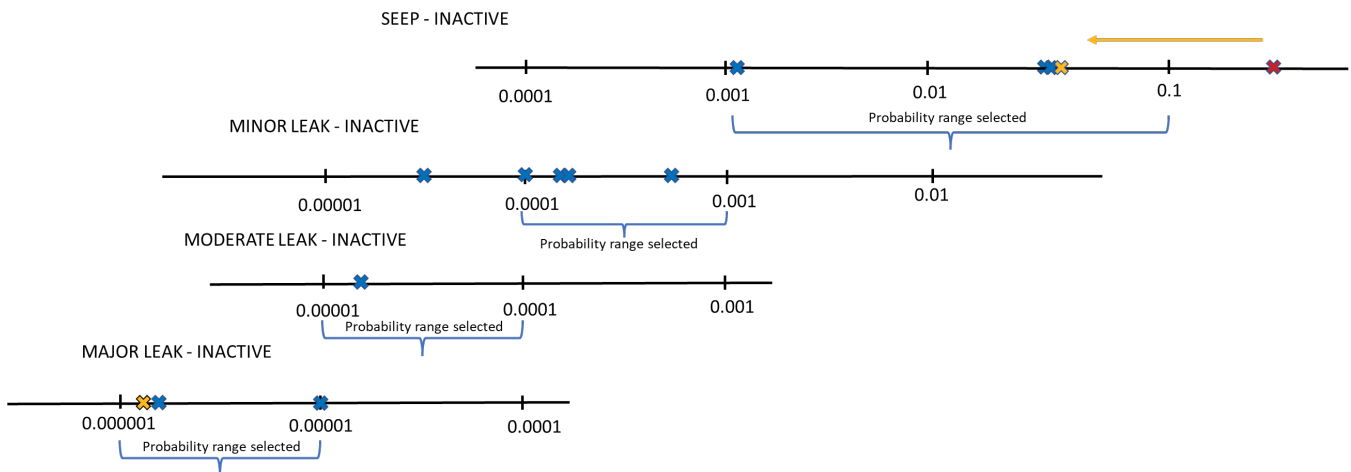 SEEP - INACTIVE
0.0001
0.001
0.01
0.1
Probability range selected
MINOR LEAK - INACTIVE
0.00001
0.0001
0.001
0.01
Probability range selected
MODERATE LEAK - INACTIVE
0.00001
0.0001
0.001
Probability range selected
MAJOR LEAK - INACTIVE
0.000001
0.00001
0.0001
Probability range selected